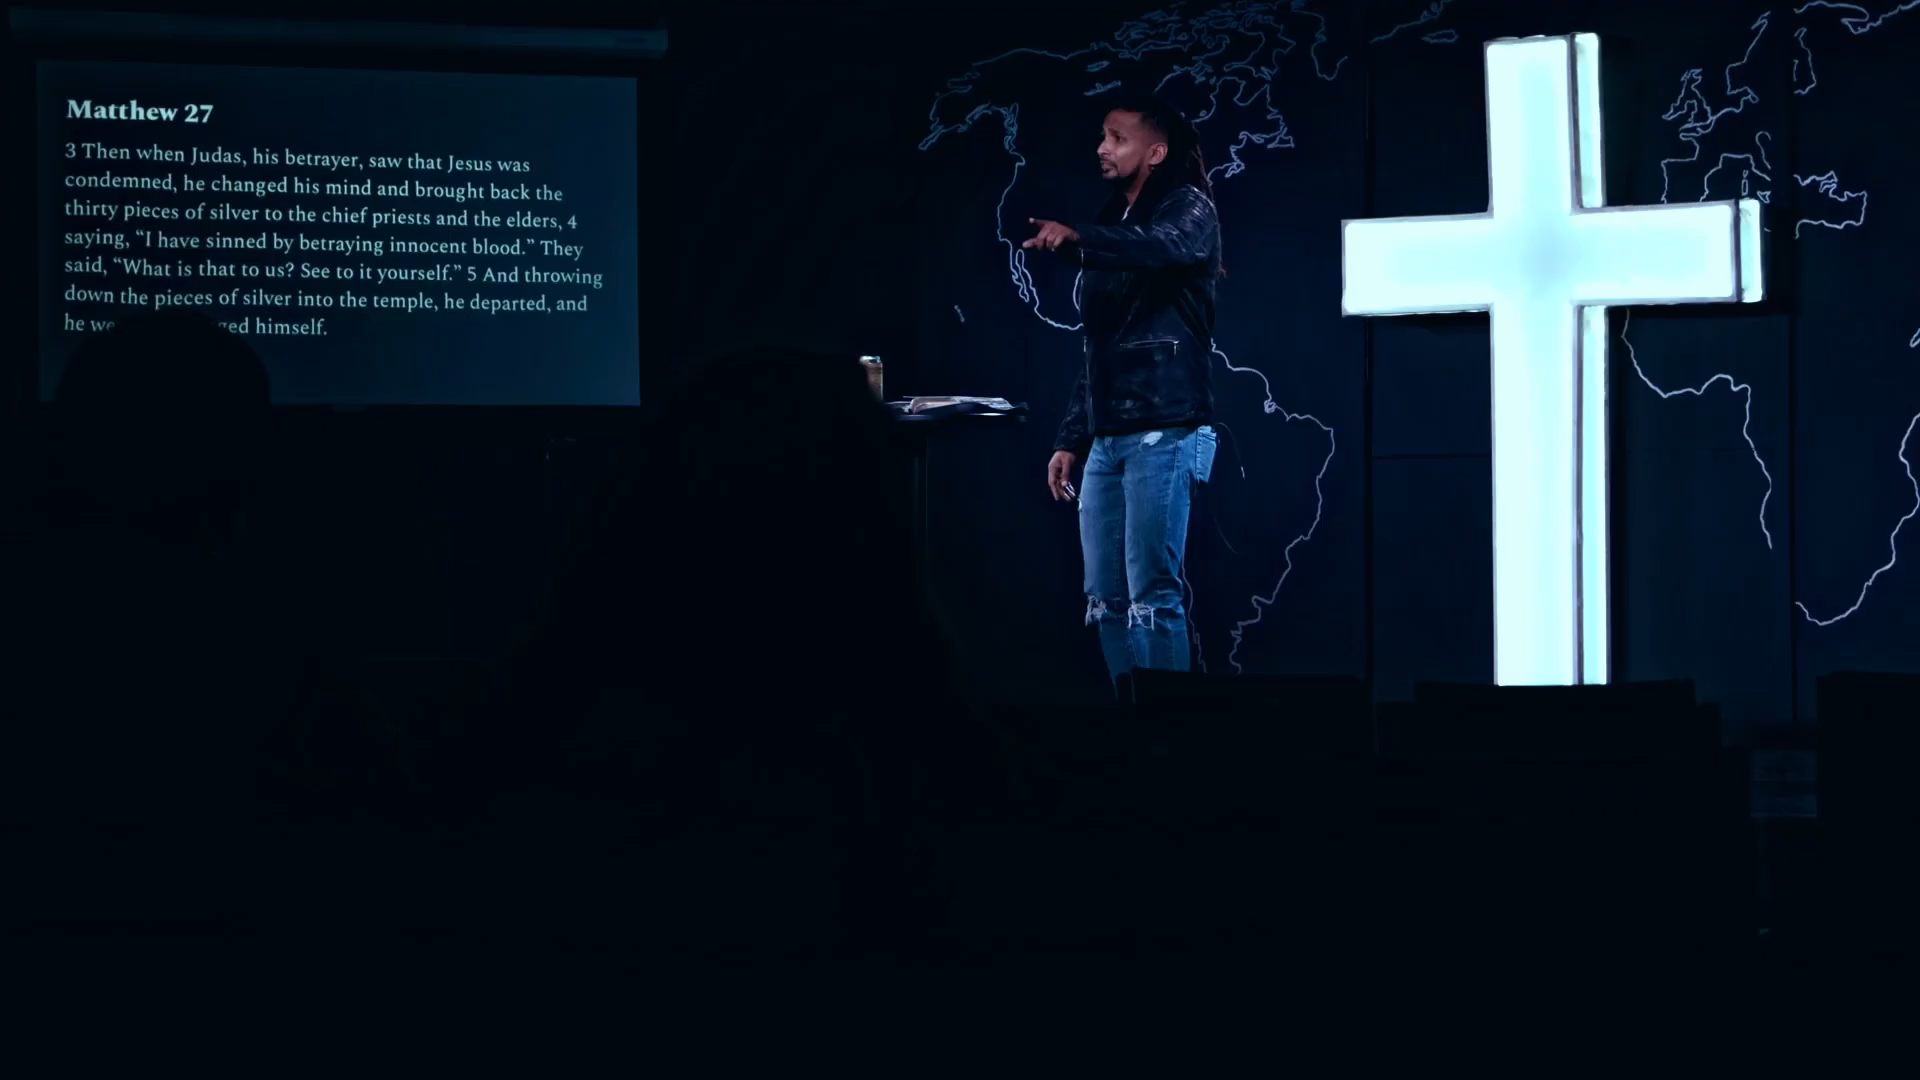 Matthew 27
3 Then when Judas, his betrayer, saw that Jesus was
condemned, he changed his mind and brought back the
thirty pieces of silver to the chief priests and the elders, 4
saying, “I have sinned by betraying innocent blood.” They
said, “What is that to us? See to it yourself.” 5 And throwing
down the pieces of silver into the temple, he departed, and
he himself.